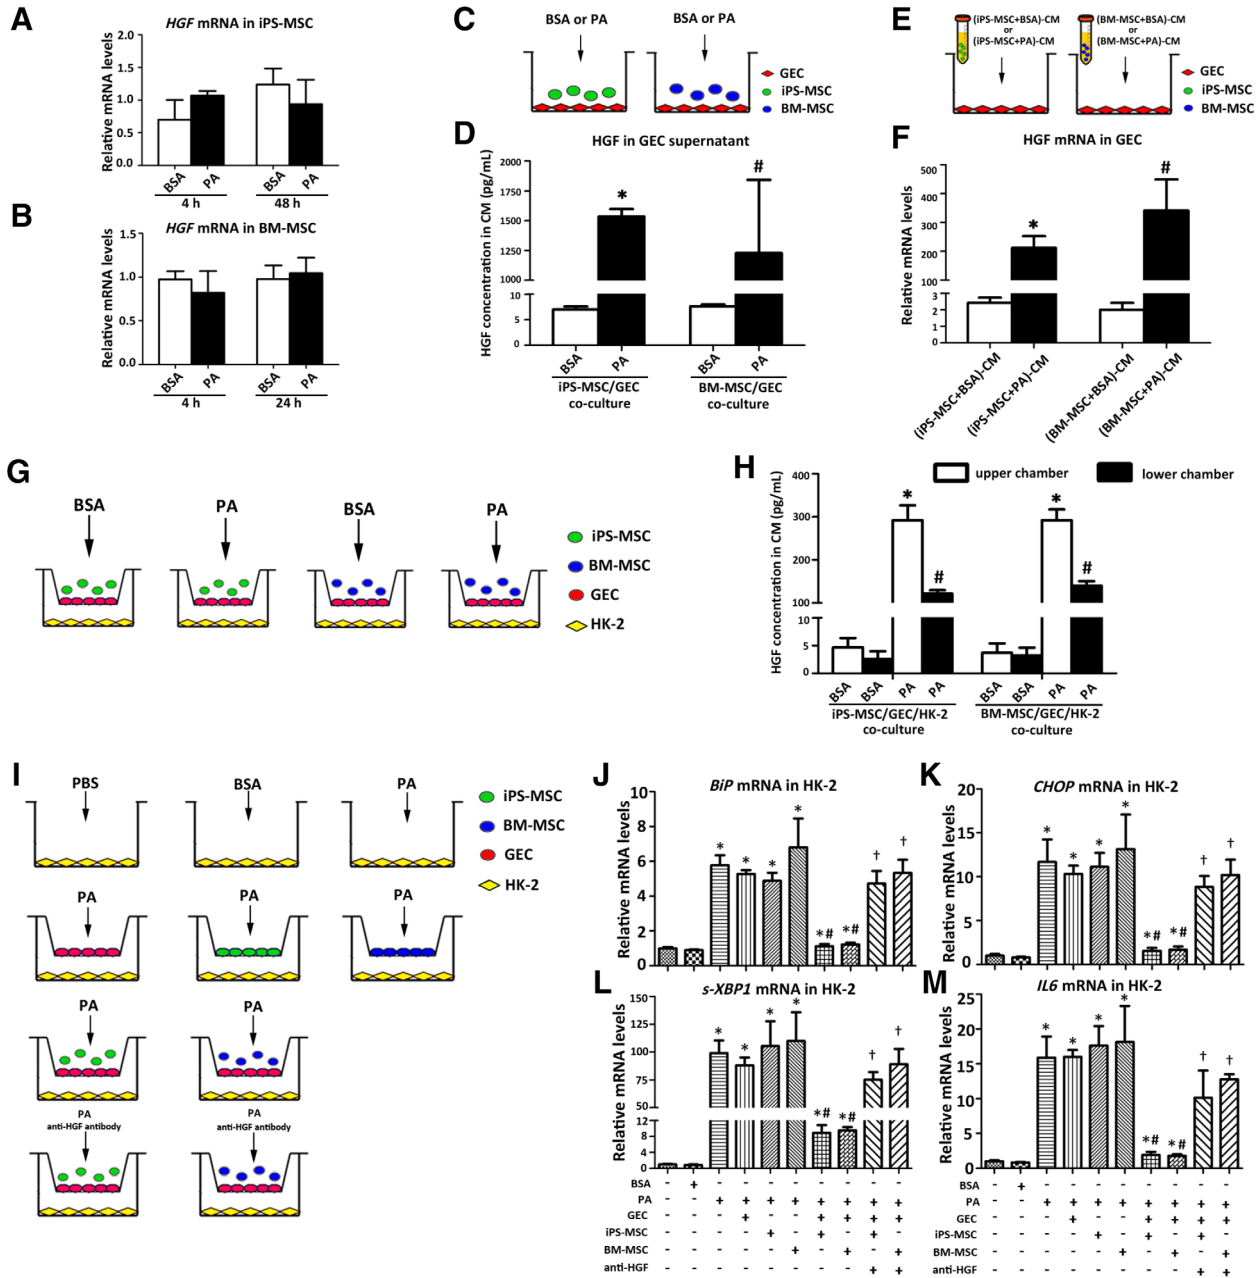 A
HGF mRNA in iPS-MSC
Relative mRNA levels
2.0
1.5
1.0
0.5
0.0
BSA PA BSA PA
4 h 48 h
B
HGF mRNA in BM-MSC
Relative mRNA levels
1.5
1.0
0.5
0.0
BSA PA BSA PA
4 h 24 h
C
BSA or PA BSA or PA
GEC
iPS-MSC
BM-MSC
D
HGF in GEC supernatant
HGF concentration in CM (pg/mL)
2000
1750
1500
1250
1000
10
5
0
* #
BSA PA BSA PA
iPS-MSC/GEC co-culture
BM-MSC/GEC co-culture
E
(iPS-MSC+BSA)-CM
or
(iPS-MSC+PA)-CM
(BM-MSC+BSA)-CM
or
(BM-MSC+PA)-CM
GEC
iPS-MSC
BM-MSC
F
HGF mRNA in GEC
Relative mRNA levels
500
400
300
200
100
3
2
1
0
* #
(iPS-MSC+BSA)-CM
(iPS-MSC+PA)-CM
(BM-MSC+BSA)-CM
(BM-MSC+PA)-CM
G
BSA PA BSA PA
iPS-MSC
BM-MSC
GEC
HK-2
H
upper chamber lower chamber
HGF concentration in CM (pg/mL)
400
300
200
100
10
5
0
* # * #
BSA BSA PA PA BSA BSA PA PA
iPS-MSC/GEC/HK-2 co-culture
BM-MSC/GEC/HK-2 co-culture
I
PBS BSA PA
iPS-MSC
BM-MSC
GEC
HK-2
PA PA PA
PA PA
PA
anti-HGF antibody
PA
anti-HGF antibody
J
BiP mRNA in HK-2
Relative mRNA levels
10
8
6
4
2
0
* * * * *# *# † †
K
CHOP mRNA in HK-2
Relative mRNA levels
20
15
10
5
0
* * * * *# *# † †
L
s-XBP1 mRNA in HK-2
Relative mRNA levels
150
125
100
75
50
12
8
4
0
* * * * *# *# † †
BSA - + - - - - - - - -
PA - - + + + + + + + +
GEC - - - + - - + + + +
iPS-MSC - - - - + - + - + -
BM-MSC - - - - - + - + - +
anti-HGF - - - - - - - - + +
M
IL6 mRNA in HK-2
Relative mRNA levels
25
20
15
10
5
0
* * * * *# *# † †
BSA - + - - - - - - - -
PA - - + + + + + + + +
GEC - - - + - - + + + +
iPS-MSC - - - - + - + - + -
BM-MSC - - - - - + - + - +
anti-HGF - - - - - - - - + +